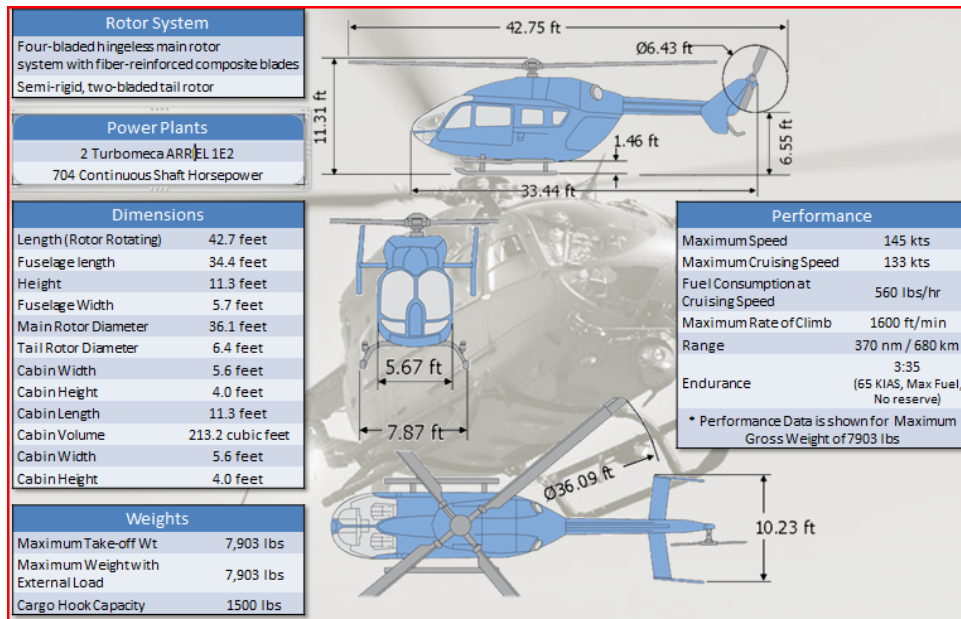 Rotor System
Four-bladed hingeless main rotor
system with fiber-reinforced composite blades
Semi-rigid, two-bladed tail rotor
Power Plants
2 Turbomeca ARRIEL 1E2
704 Continuous Shaft Horsepower
42.75 ft
Ø6.43 ft
11.31 ft
1.46 ft
6.55 ft
33.44 ft
Dimensions
Length (Rotor Rotating) 42.7 feet
Fuselage length 34.4 feet
Height 11.3 feet
Fuselage Width 5.7 feet
Main Rotor Diameter 36.1 feet
Tail Rotor Diameter 6.4 feet
Cabin Width 5.6 feet
Cabin Height 4.0 feet
Cabin Length 11.3 feet
Cabin Volume 213.2 cubic feet
Cabin Width 5.6 feet
Cabin Height 4.0 feet
5.67 ft
7.87 ft
Performance
Maximum Speed 145 kts
Maximum Cruising Speed 133 kts
Fuel Consumption at
Cruising Speed 560 lbs/hr
Maximum Rate of Climb 1600 ft/min
Range 370 nm / 680 km
Endurance 3:35
(65 KIAS, Max Fuel,
No reserve)
* Performance Data is shown for Maximum
Gross Weight of 7903 lbs
Ø36.09 ft
10.23 ft
Weights
Maximum Take-off Wt 7,903 lbs
Maximum Weight with
External Load 7,903 lbs
Cargo Hook Capacity 1500 lbs